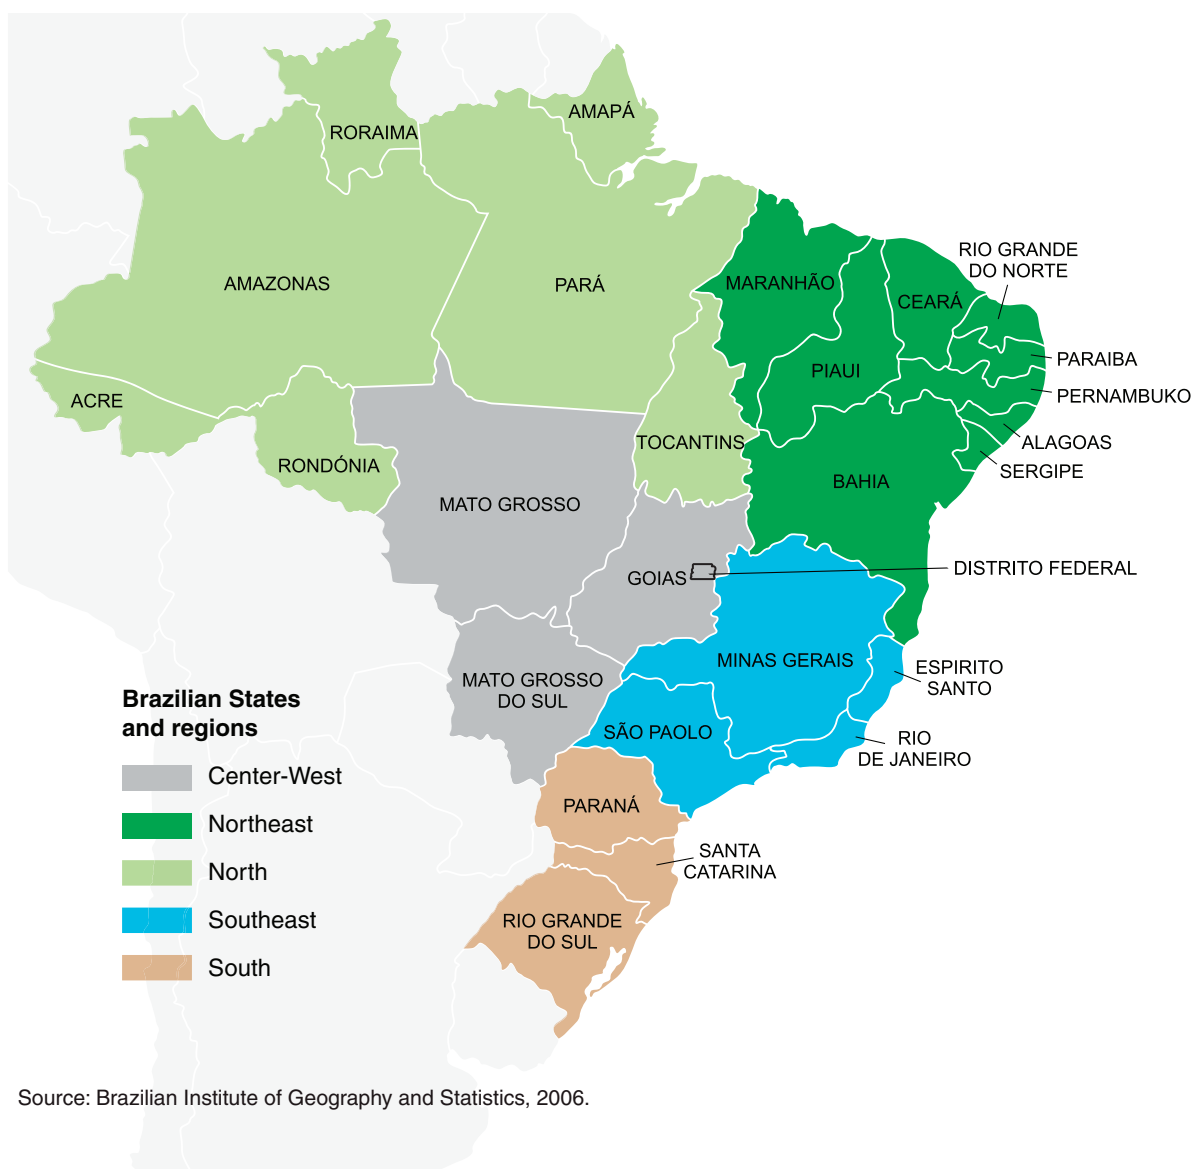 AMAPÁ
RORAIMA
RIO GRANDE
DO NORTE
AMAZONAS
PARÁ
MARANHÃO
CEARÁ
PARAIBA
PIAUI
PERNAMBUKO
ACRE
TOCANTINS
ALAGOAS
RONDÓNIA
SERGIPE
BAHIA
MATO GROSSO
GOIAS
DISTRITO FEDERAL
MINAS GERAIS
ESPIRITO
SANTO
MATO GROSSO
DO SUL
SÃO PAOLO
RIO
DE JANEIRO
PARANÁ
SANTA
CATARINA
RIO GRANDE
DO SUL
Brazilian States
and regions
Center-West
Northeast
North
Southeast
South
Source: Brazilian Institute of Geography and Statistics, 2006.